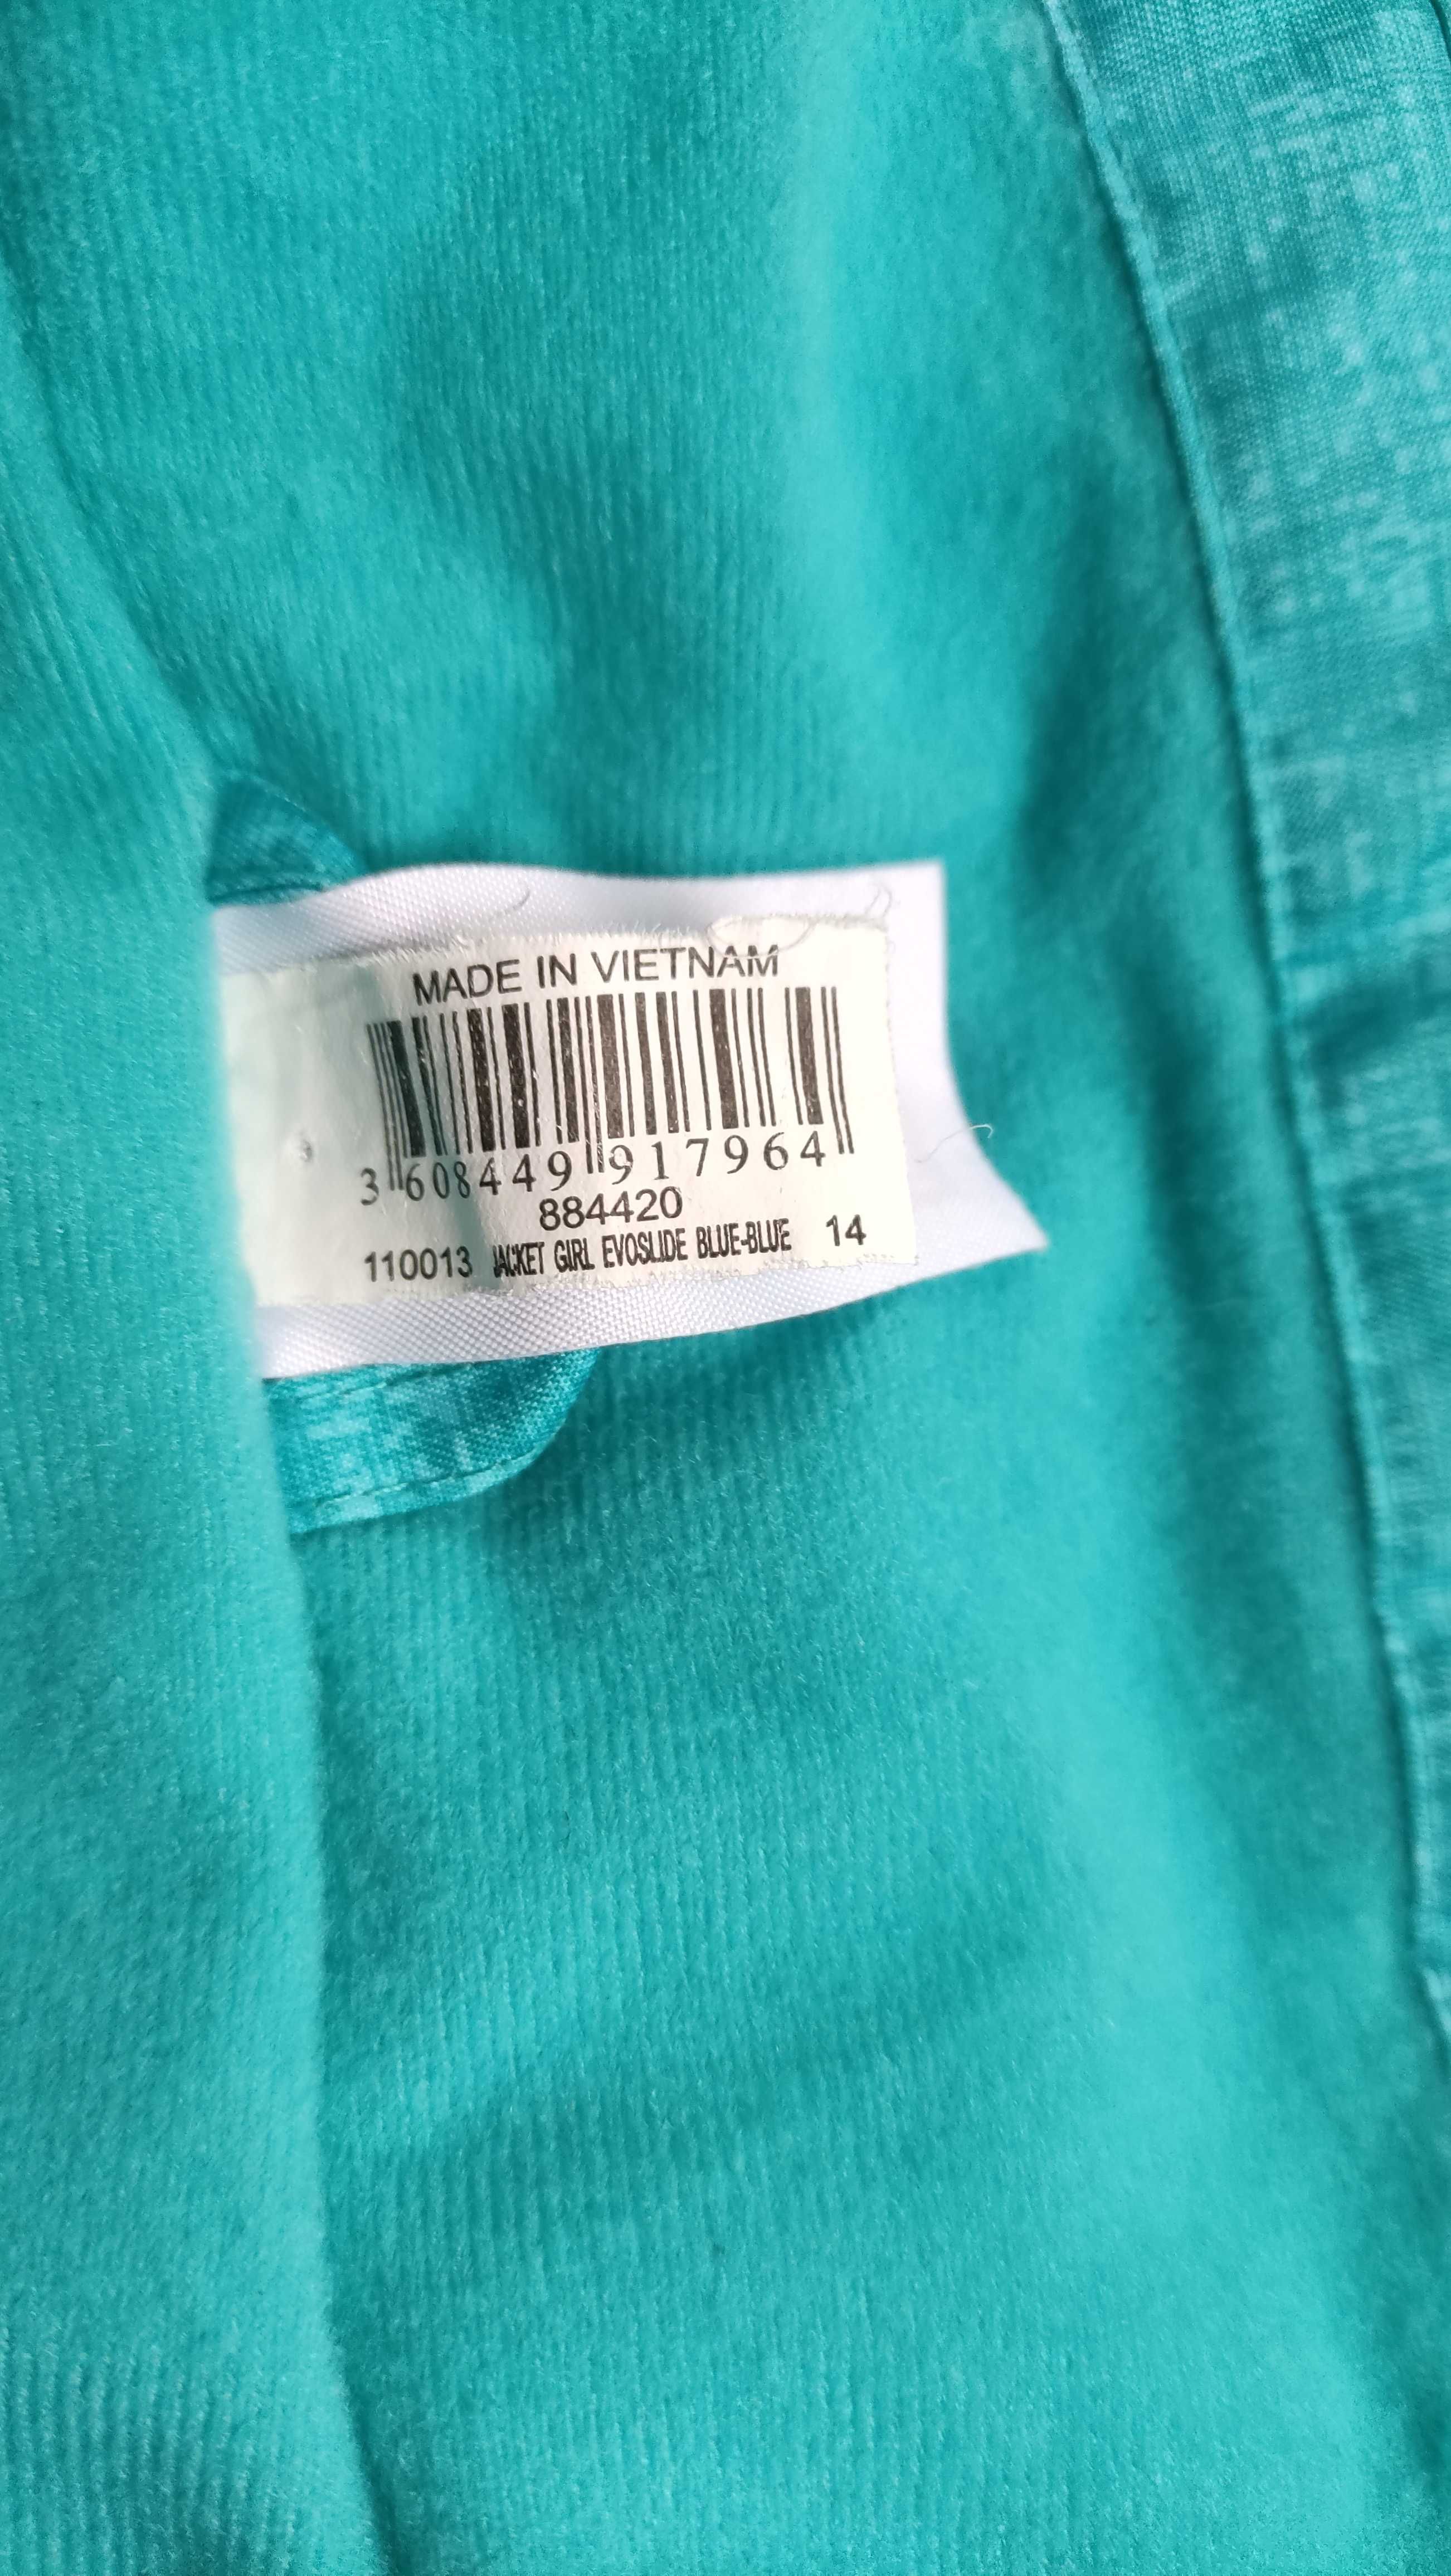 MADE IN VIETNAM
3 608449 917964
884420
110013 JACKET GIRL EVOSLIDE BLUE-BLUE 14